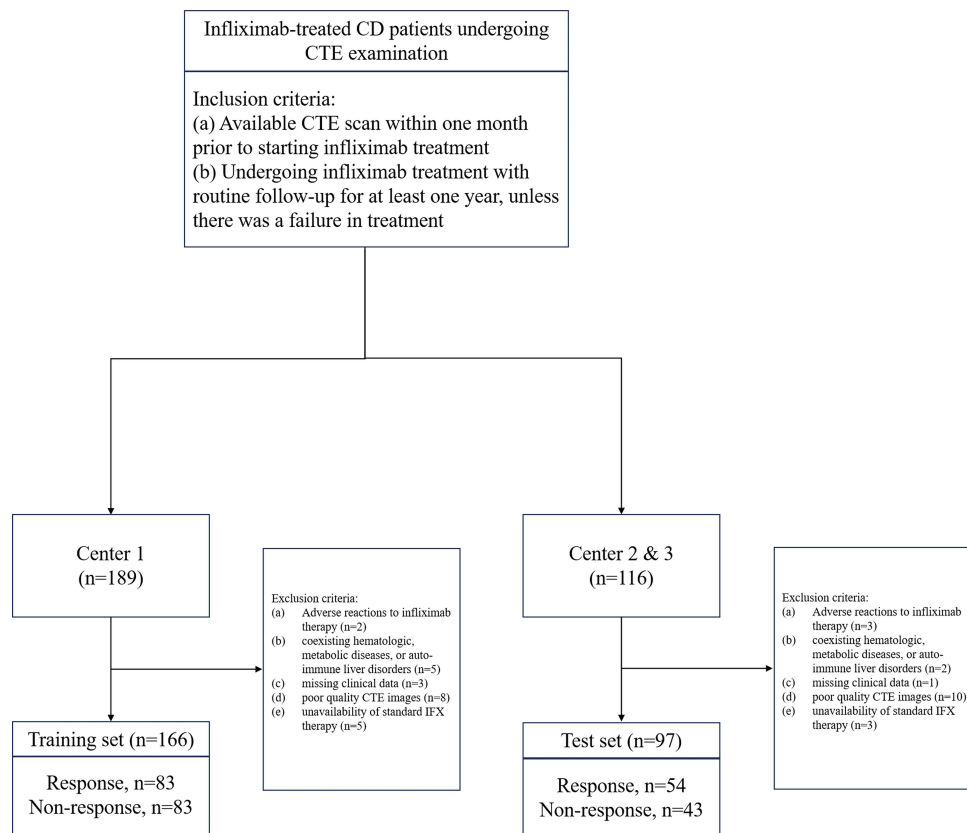 Infliximab-treated CD patients undergoing
CTE examination
Inclusion criteria:
(a) Available CTE scan within one month
prior to starting infliximab treatment
(b) Undergoing infliximab treatment with
routine follow-up for at least one year, unless
there was a failure in treatment
Center 1
(n=189)
Exclusion criteria:
(a) Adverse reactions to infliximab
therapy (n=2)
(b) coexisting hematologic,
metabolic diseases, or auto-
immune liver disorders (n=5)
(c) missing clinical data (n=3)
(d) poor quality CTE images (n=8)
(e) unavailability of standard IFX
therapy (n=5)
Training set (n=166)
Response, n=83
Non-response, n=83
Center 2 & 3
(n=116)
Exclusion criteria:
(a) Adverse reactions to infliximab
therapy (n=3)
(b) coexisting hematologic,
metabolic diseases, or auto-
immune liver disorders (n=2)
(c) missing clinical data (n=1)
(d) poor quality CTE images (n=10)
(e) unavailability of standard IFX
therapy (n=3)
Test set (n=97)
Response, n=54
Non-response, n=43